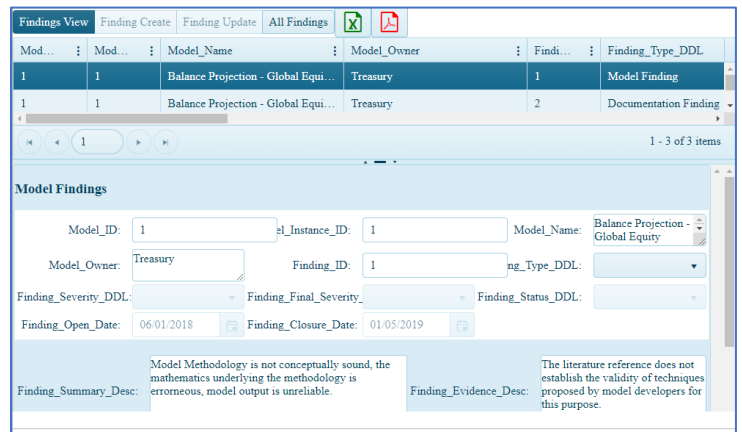 Findings View Finding Create Finding Update All Findings
Mod... Mod... Model_Name Model_Owner Findi... Finding_Type_DDL
1 1 Balance Projection - Global Equi... Treasury 1 Model Finding
1 1 Balance Projection - Global Equi... Treasury 2 Documentation Finding
1 1 - 3 of 3 items
Model Findings
Model_ID: 1 el_Instance_ID: 1 Model_Name: Balance Projection -
Global Equity
Model_Owner: Treasury Finding_ID: 1 ng_Type_DDL:
Finding_Severity_DDL: Finding_Final_Severity_ Finding_Status_DDL:
Finding_Open_Date: 06/01/2018 Finding_Closure_Date: 01/05/2019
Finding_Summary_Desc: Model Methodology is not conceptually sound, the
mathematics underlying the methodology is
errorneous, model output is unreliable.
Finding_Evidence_Desc: The literature reference does not
establish the validity of techniques
proposed by model developers for
this purpose.